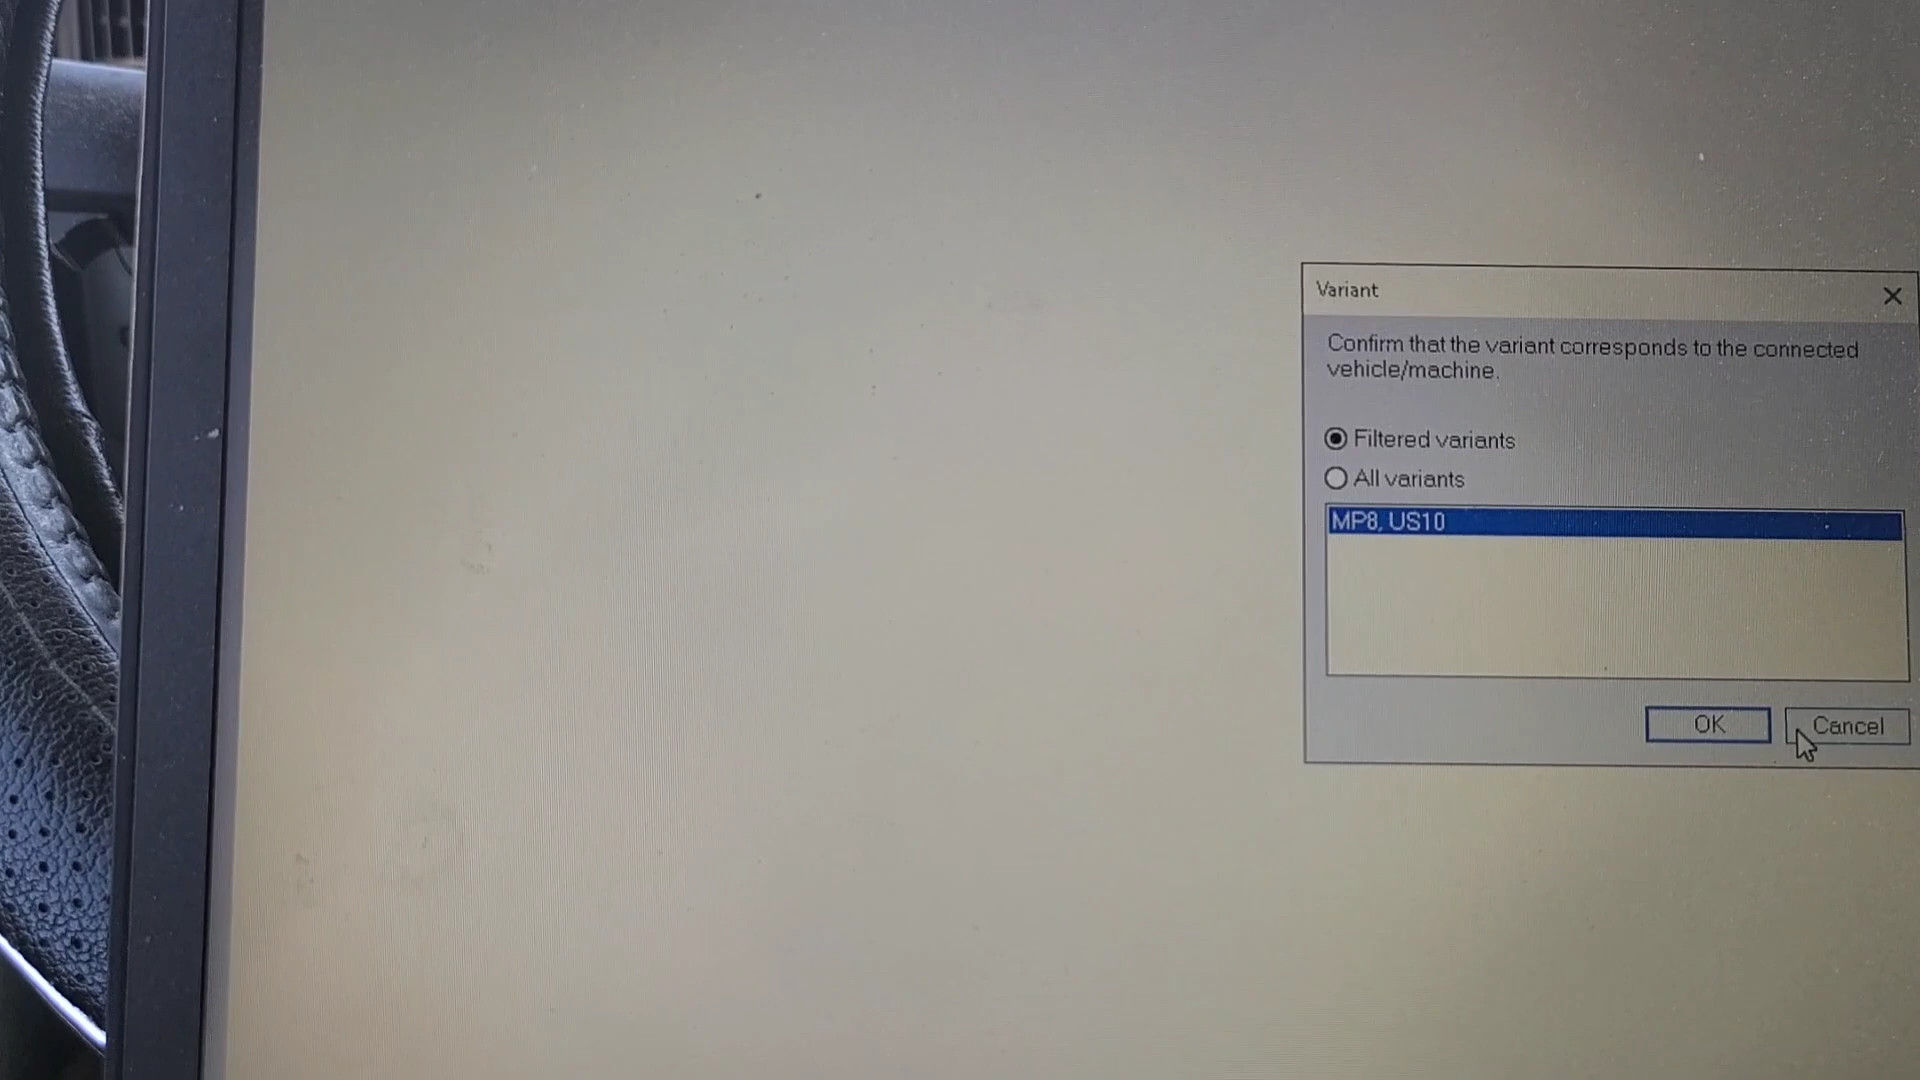 Variant
Confirm that the variant corresponds to the connected
vehicle/machine.
Filtered variants
All variants
MP8, US10
OK
Cancel